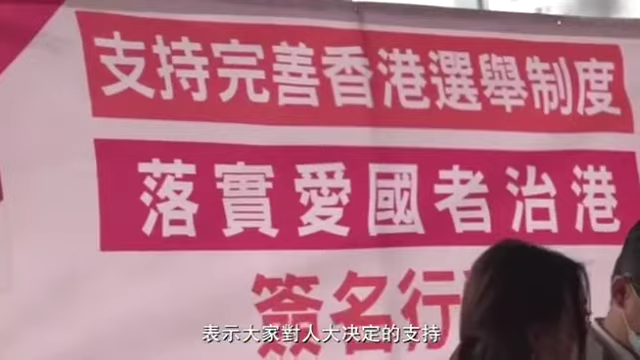 支持完善香港選舉制度
落實愛國者治港
簽名行
表示大家對人大決定的支持